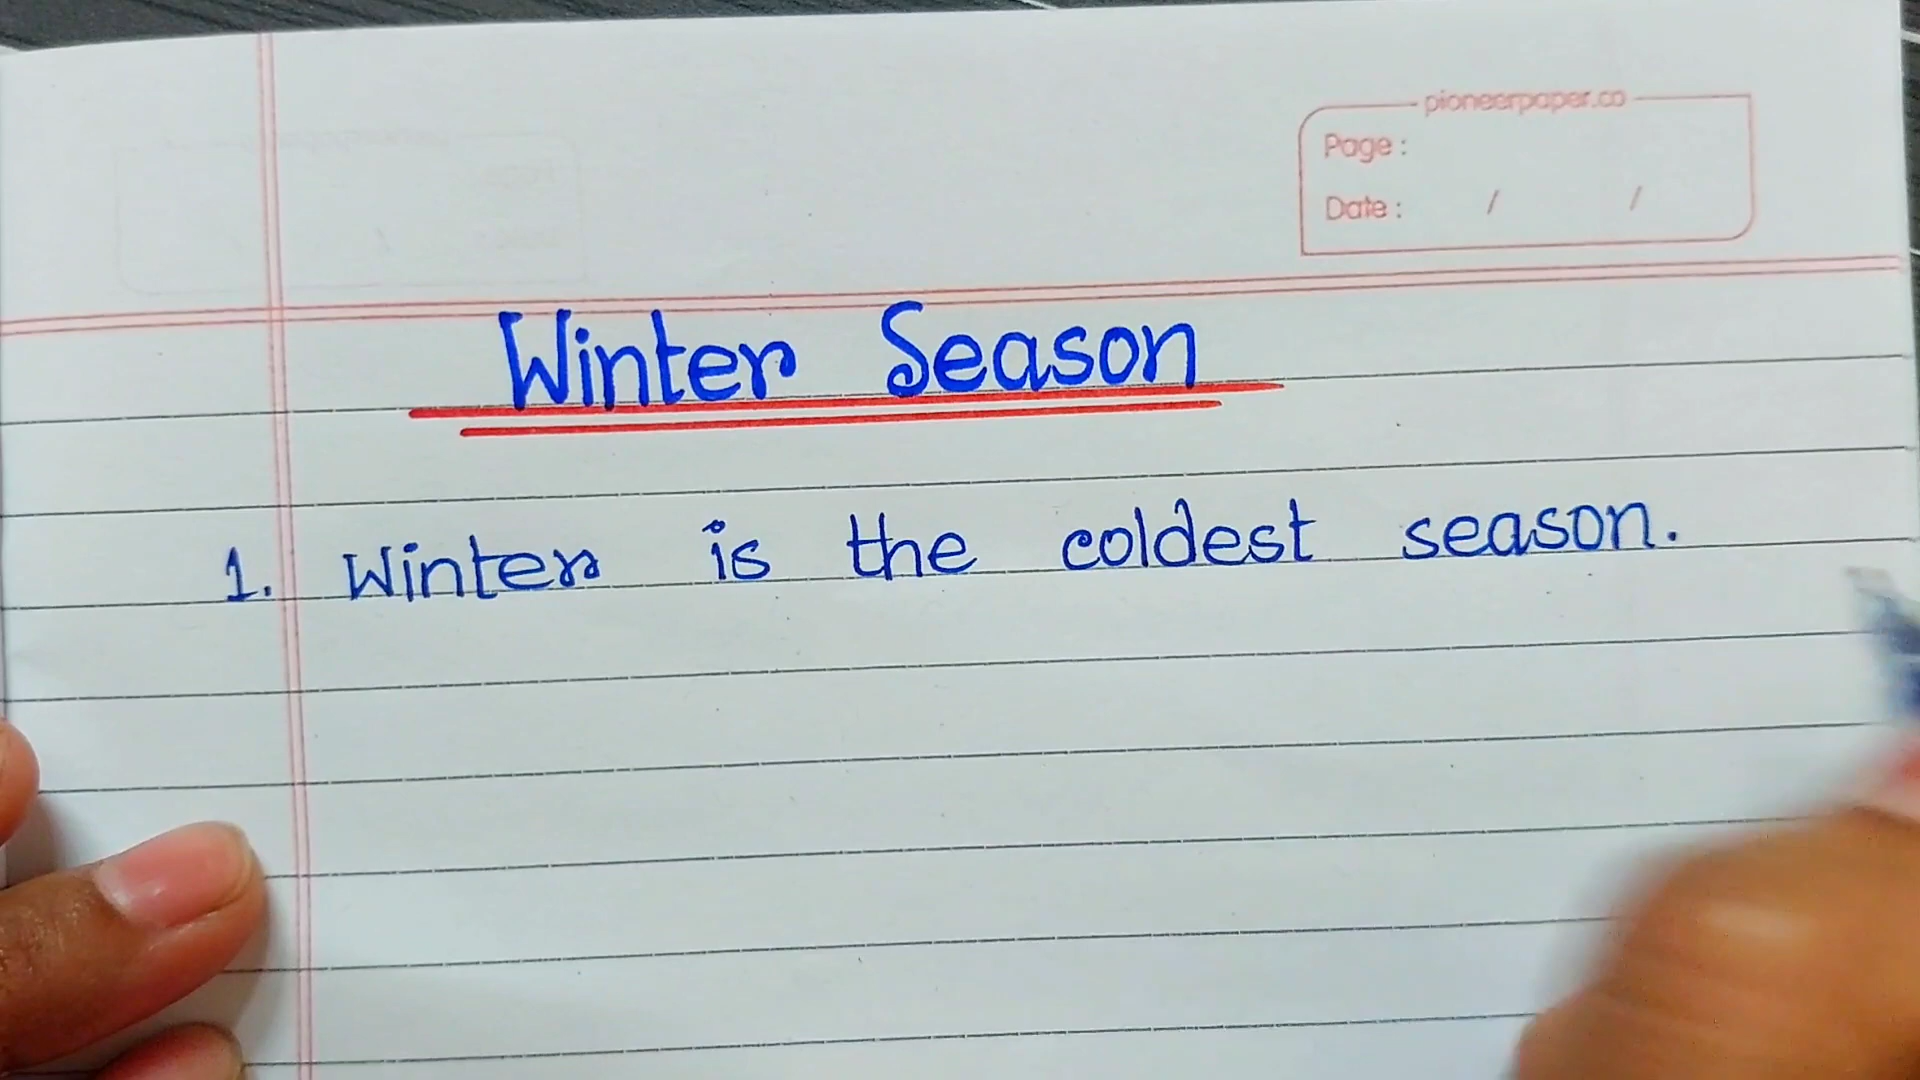 pioneerpaper.co
Page :
Date : / /
Winter Season
1. Winter is the coldest season.